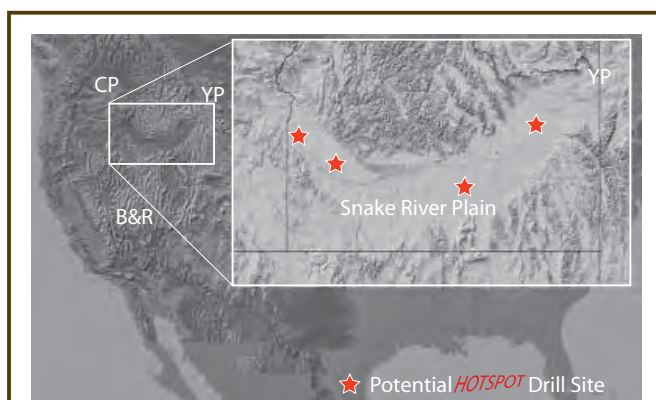 CP
YP
YP
B&R
Snake River Plain
Potential HOTSPOT Drill Site